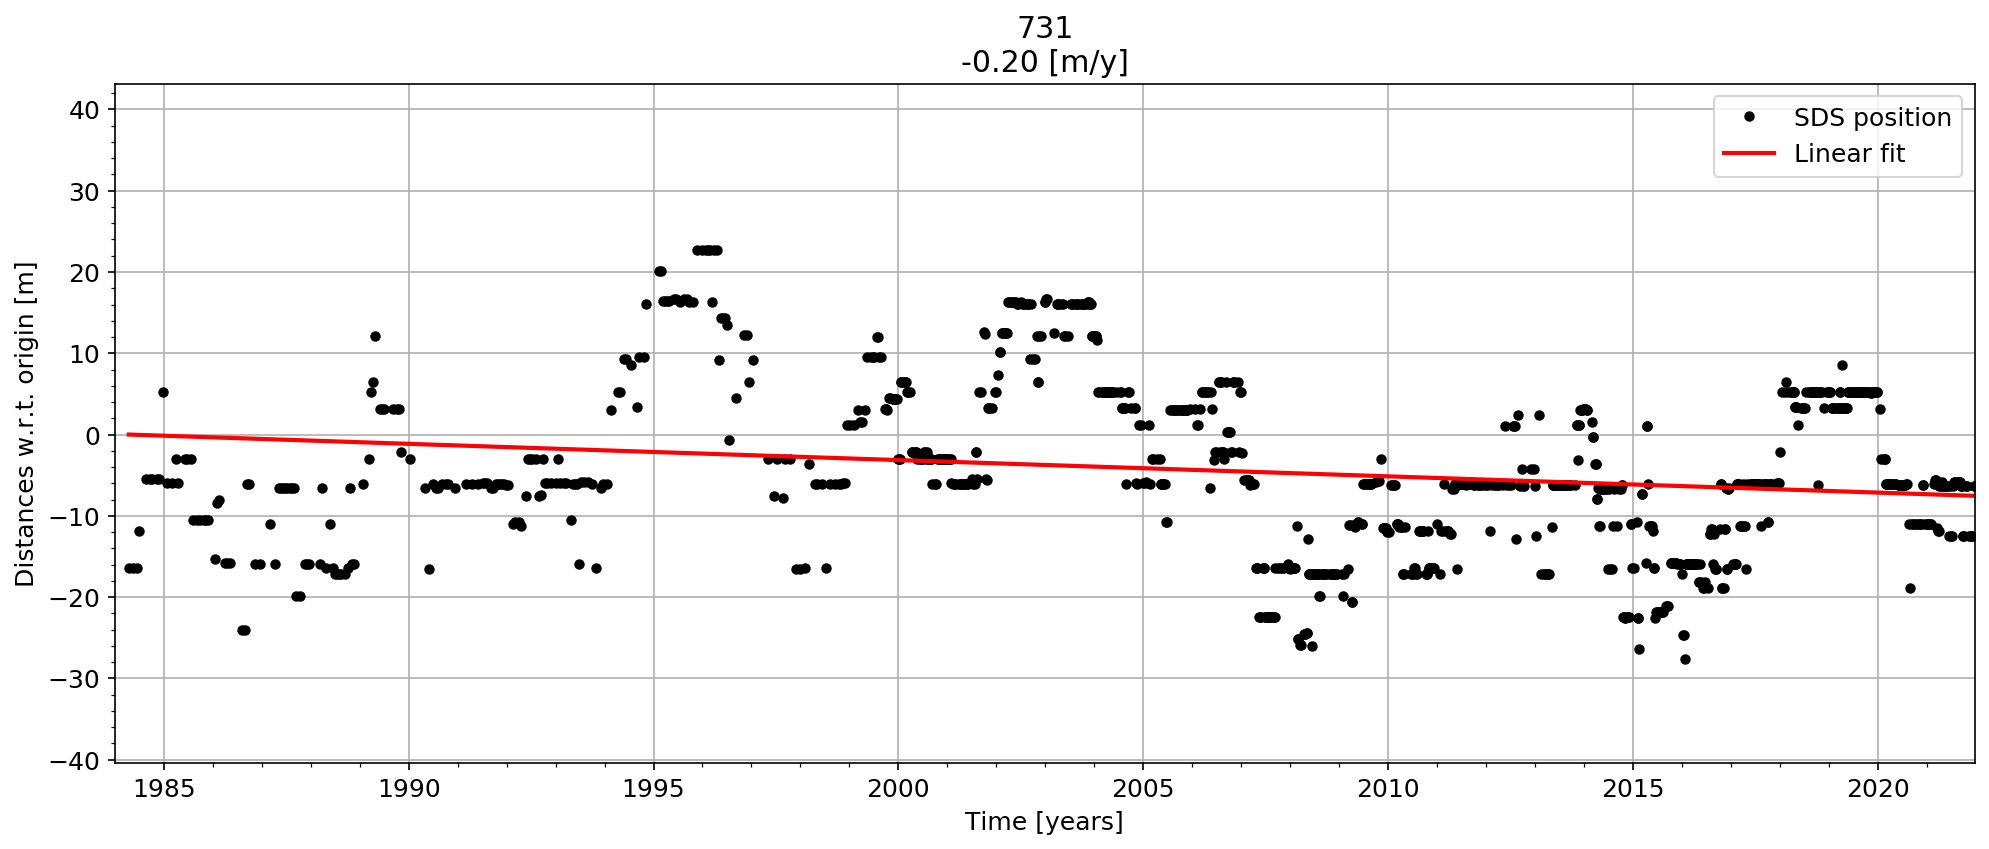 731
-0.20 [m/y]
SDS position
Linear fit
Distances w.r.t. origin [m]
40
30
20
10
0
−10
−20
−30
−40
1985 1990 1995 2000 2005 2010 2015 2020
Time [years]